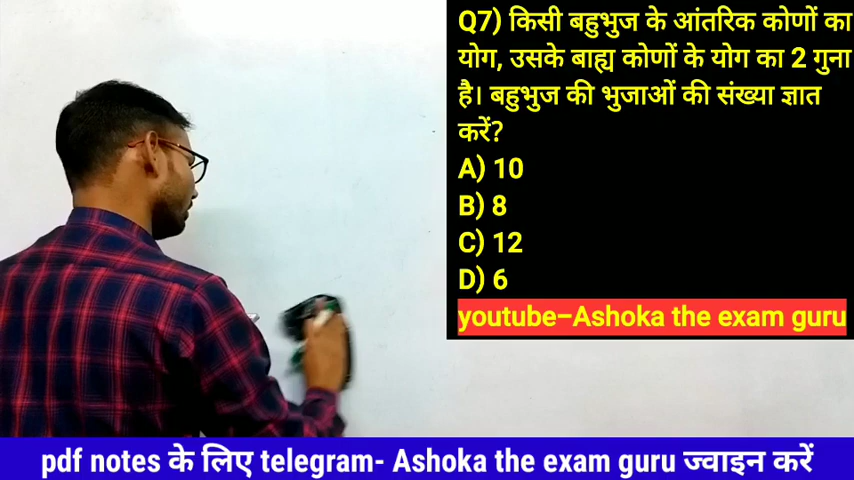 Q7) किसी बहुभुज के आंतरिक कोणों का
योग, उसके बाह्य कोणों के योग का 2 गुना
है। बहुभुज की भुजाओं की संख्या ज्ञात
करें?
A) 10
B) 8
C) 12
D) 6
youtube–Ashoka the exam guru
pdf notes के लिए telegram- Ashoka the exam guru ज्वाइन करें